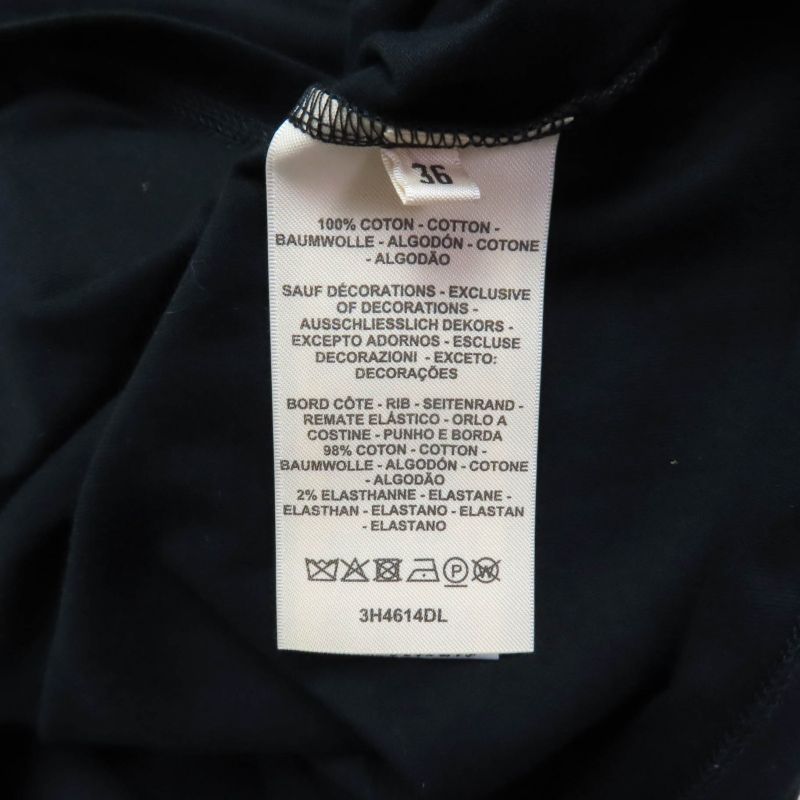 36
100% COTON - COTTON -
BAUMWOLLE - ALGODÓN - COTONE
- ALGODÃO
SAUF DÉCORATIONS - EXCLUSIVE
OF DECORATIONS -
AUSSCHLIESSLICH DEKORS -
EXCEPTO ADORNOS - ESCLUSE
DECORAZIONI - EXCETO:
DECORAÇÕES
BORD CÔTE - RIB - SEITENRAND -
REMATE ELÁSTICO - ORLO A
COSTINE - PUNHO E BORDA
98% COTON - COTTON -
BAUMWOLLE - ALGODÓN - COTONE
- ALGODÃO
2% ELASTHANNE - ELASTANE -
ELASTHAN - ELASTANO - ELASTAN
- ELASTANO
P W
3H4614DL